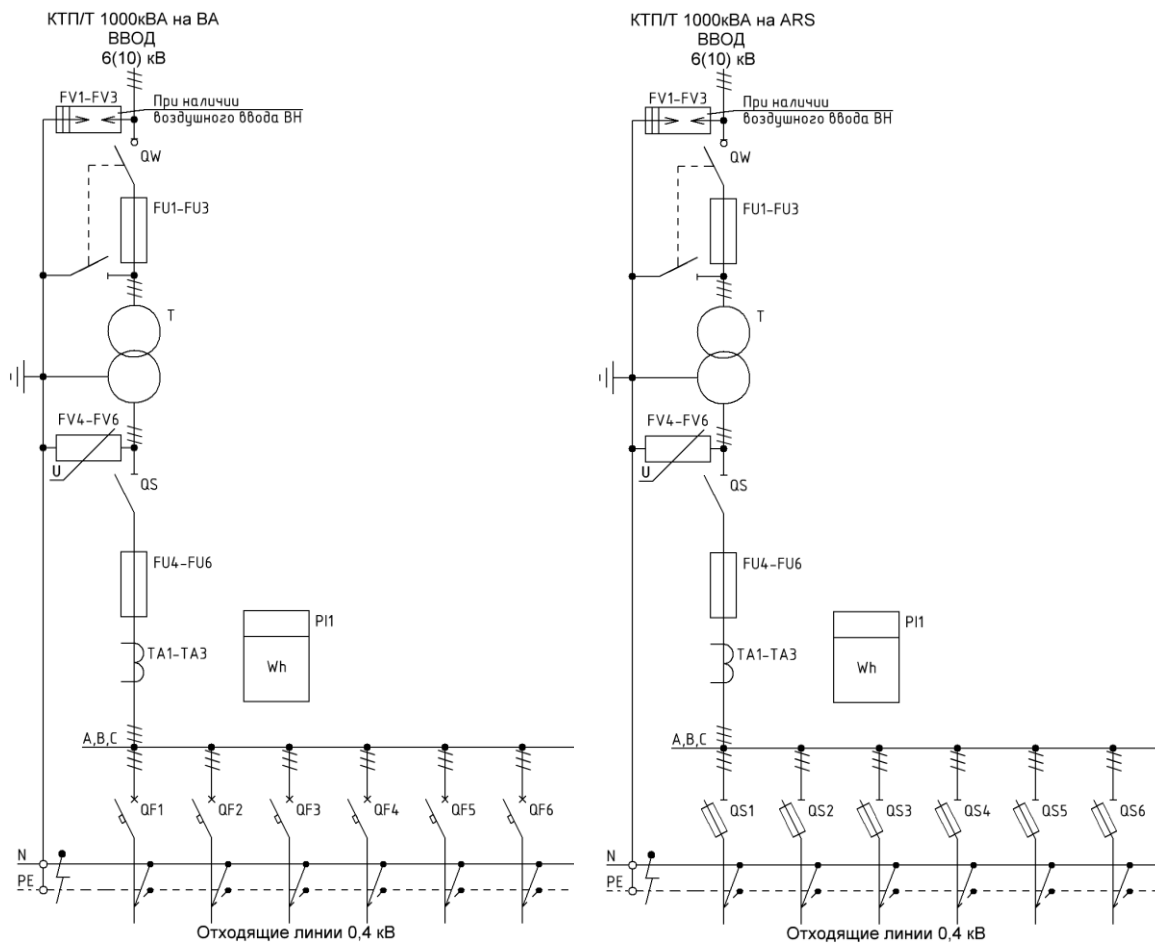 КТП/Т 1000кВА на ВА
ВВОД
6(10) кВ
FV1-FV3
При наличии
воздушного ввода ВН
QW
FU1-FU3
T
FV4-FV6
U
QS
FU4-FU6
PI1
TA1-TA3
Wh
A,B,C
QF1
QF2
QF3
QF4
QF5
QF6
N
PE
Отходящие линии 0,4 кВ
КТП/Т 1000кВА на ARS
ВВОД
6(10) кВ
FV1-FV3
При наличии
воздушного ввода ВН
QW
FU1-FU3
T
FV4-FV6
U
QS
FU4-FU6
PI1
TA1-TA3
Wh
A,B,C
QS1
QS2
QS3
QS4
QS5
QS6
N
PE
Отходящие линии 0,4 кВ